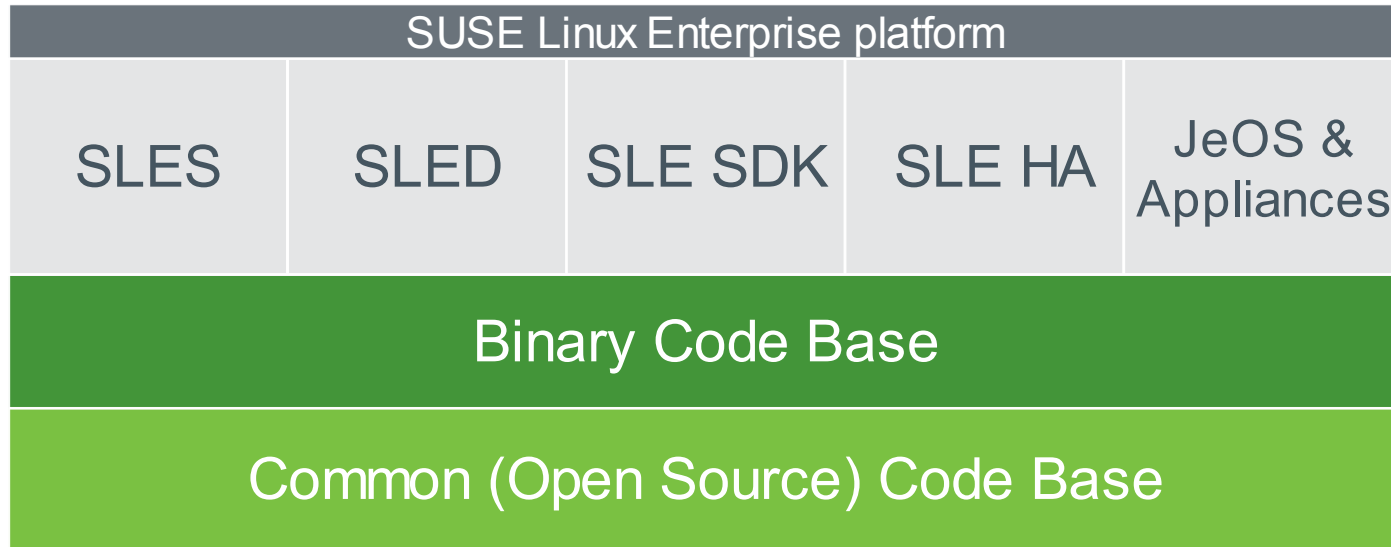 SUSE Linux Enterprise platform
SLES
SLED
SLE SDK
SLE HA
JeOS &
Appliances
Binary Code Base
Common (Open Source) Code Base